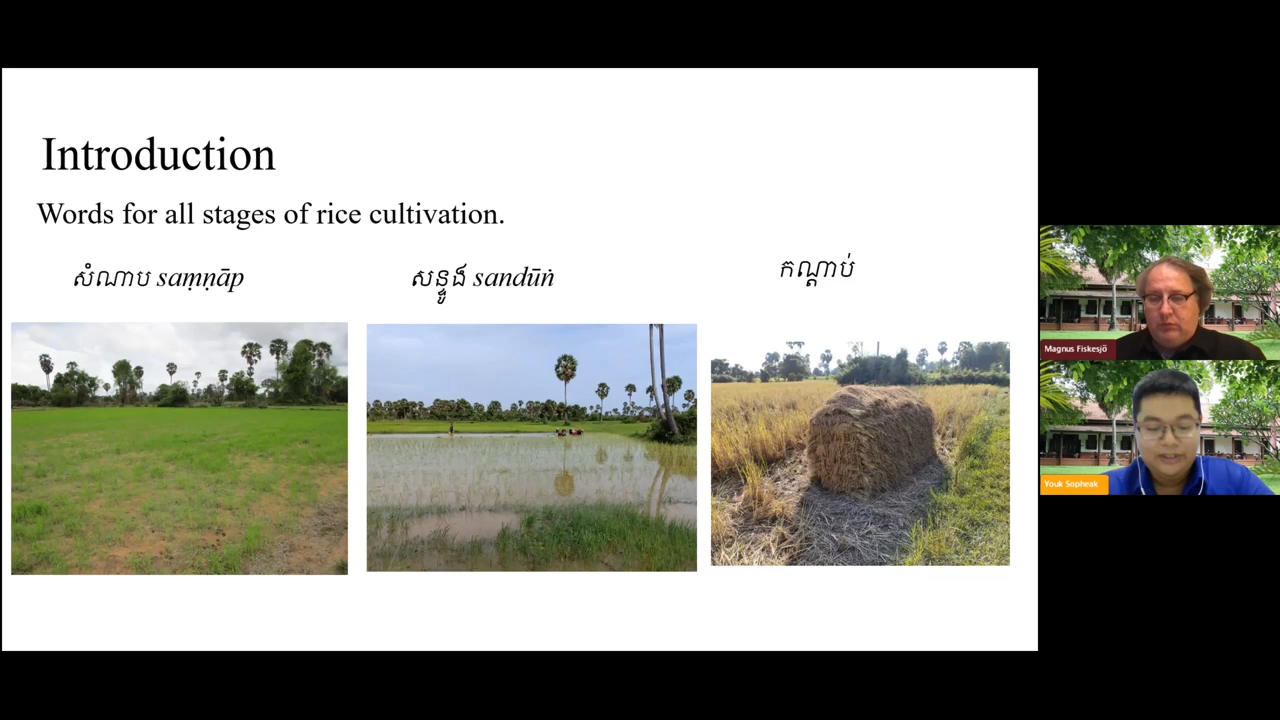 Introduction
Words for all stages of rice cultivation.
សំណាប saṃṇāp
សន្ទូង sandūṅ
កណ្ដាប់
Magnus Fiskesjö
Youk Sopheak